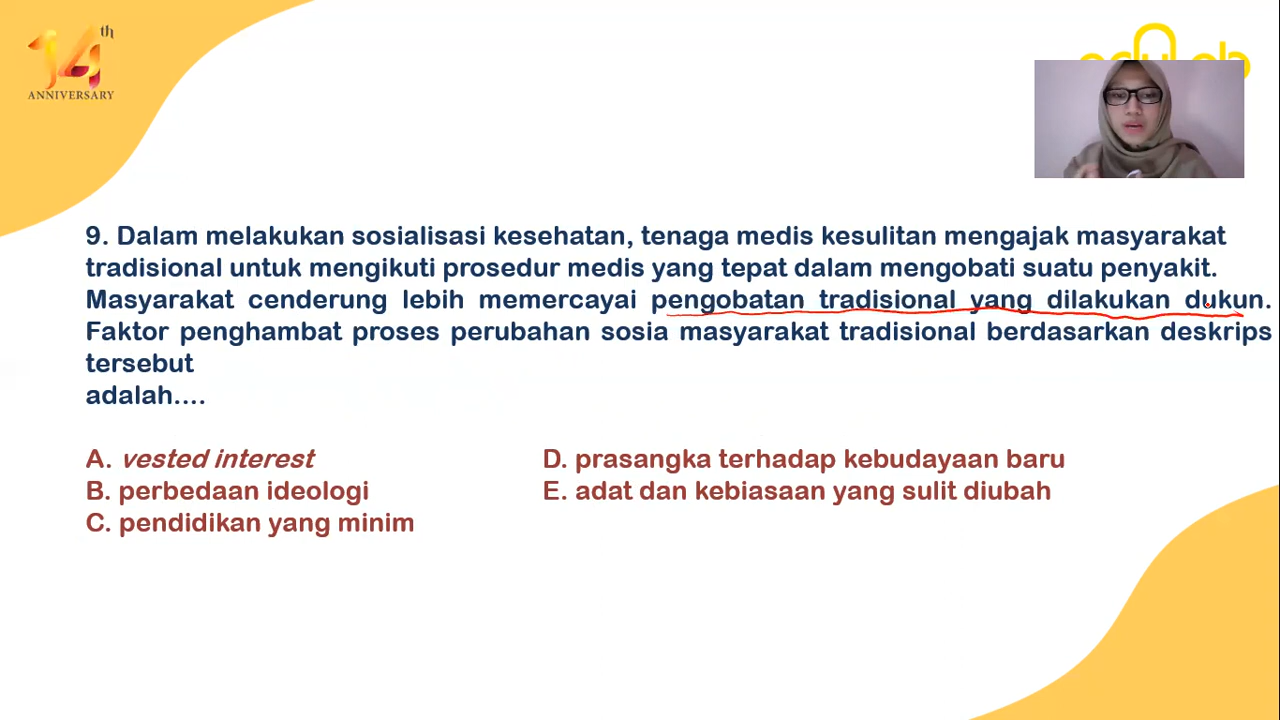 14th
ANNIVERSARY
9. Dalam melakukan sosialisasi kesehatan, tenaga medis kesulitan mengajak masyarakat
tradisional untuk mengikuti prosedur medis yang tepat dalam mengobati suatu penyakit.
Masyarakat cenderung lebih memercayai pengobatan tradisional yang dilakukan dukun.
Faktor penghambat proses perubahan sosia masyarakat tradisional berdasarkan deskrips
tersebut
adalah....
A. vested interest
B. perbedaan ideologi
C. pendidikan yang minim
D. prasangka terhadap kebudayaan baru
E. adat dan kebiasaan yang sulit diubah